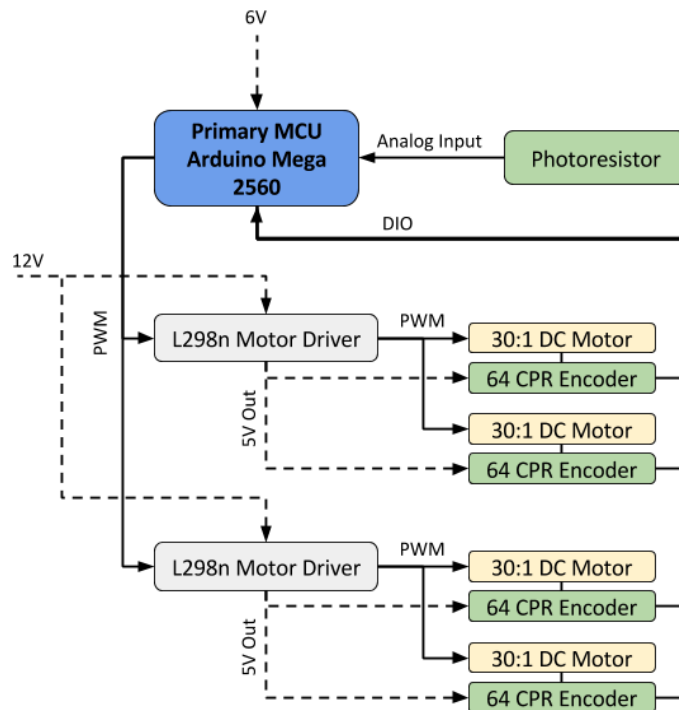 6V
Primary MCU
Arduino Mega
2560
Analog Input
Photoresistor
DIO
12V
PWM
L298n Motor Driver
PWM
30:1 DC Motor
64 CPR Encoder
5V Out
30:1 DC Motor
64 CPR Encoder
L298n Motor Driver
PWM
30:1 DC Motor
64 CPR Encoder
5V Out
30:1 DC Motor
64 CPR Encoder